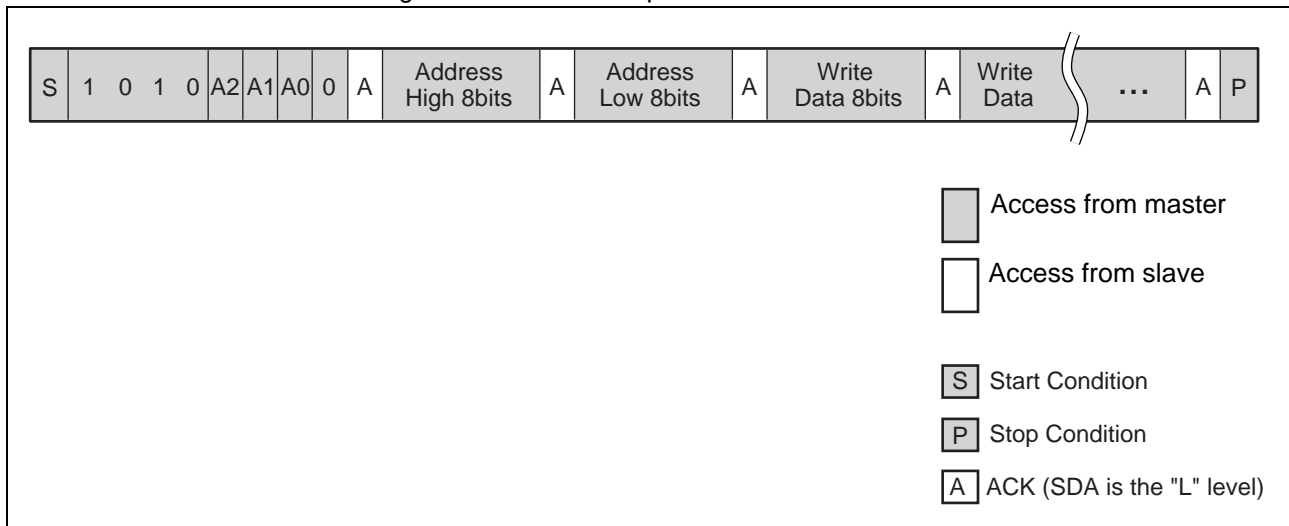 S 1 0 1 0 A2 A1 A0 0 A Address High 8bits A Address Low 8bits A Write Data 8bits A Write Data ... A P
Access from master
Access from slave
S Start Condition
P Stop Condition
A ACK (SDA is the "L" level)